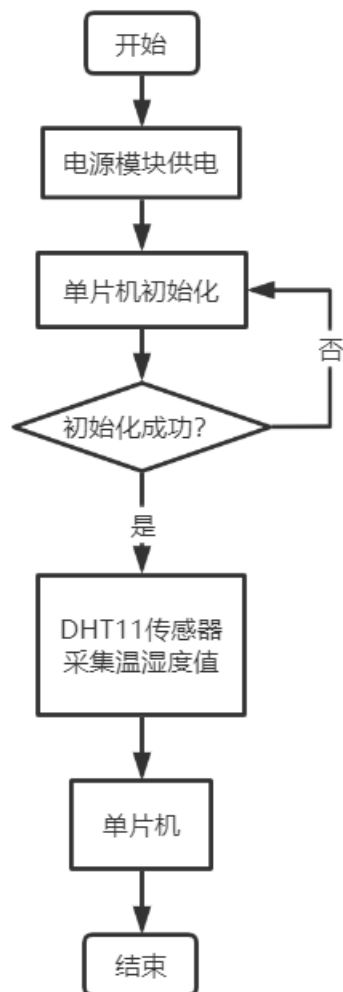 开始
电源模块供电
单片机初始化
否
初始化成功?
是
DHT11传感器
采集温湿度值
单片机
结束